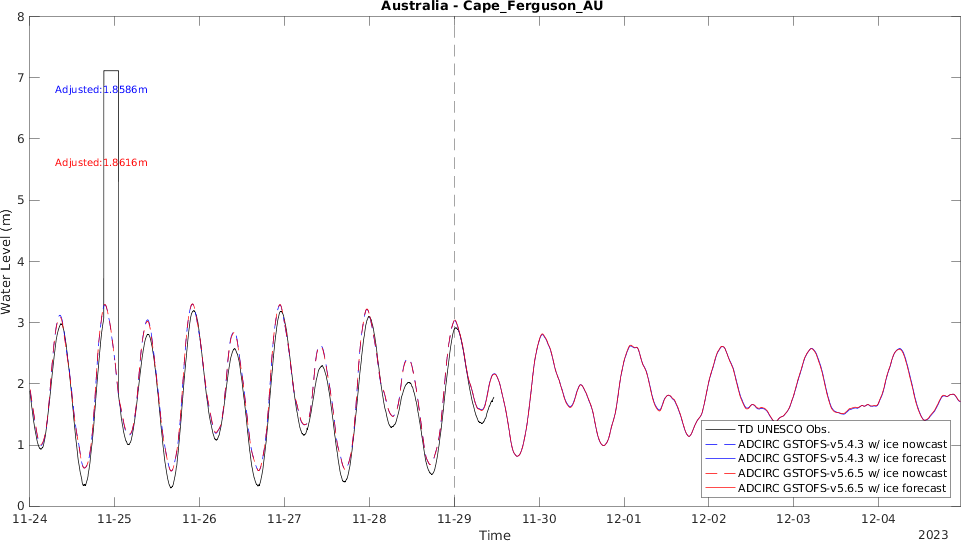 Australia - Cape_Ferguson_AU
8
7
6
5
4
3
2
1
0
Water Level (m)
Adjusted:1.8586m
Adjusted:1.8616m
TD UNESCO Obs.
ADCIRC GSTOFS-v5.4.3 w/ ice nowcast
ADCIRC GSTOFS-v5.4.3 w/ ice forecast
ADCIRC GSTOFS-v5.6.5 w/ ice nowcast
ADCIRC GSTOFS-v5.6.5 w/ ice forecast
11-24 11-25 11-26 11-27 11-28 11-29 11-30 12-01 12-02 12-03 12-04
Time
2023